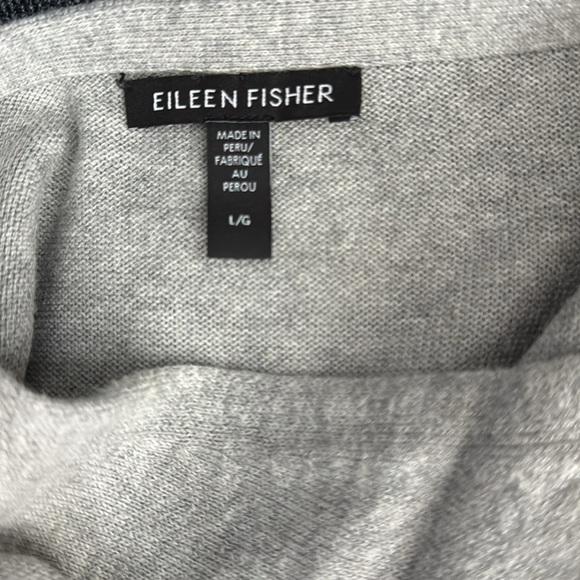 EILEEN FISHER
MADE IN
PERU/
FABRIQUÉ
AU
PEROU
L/G